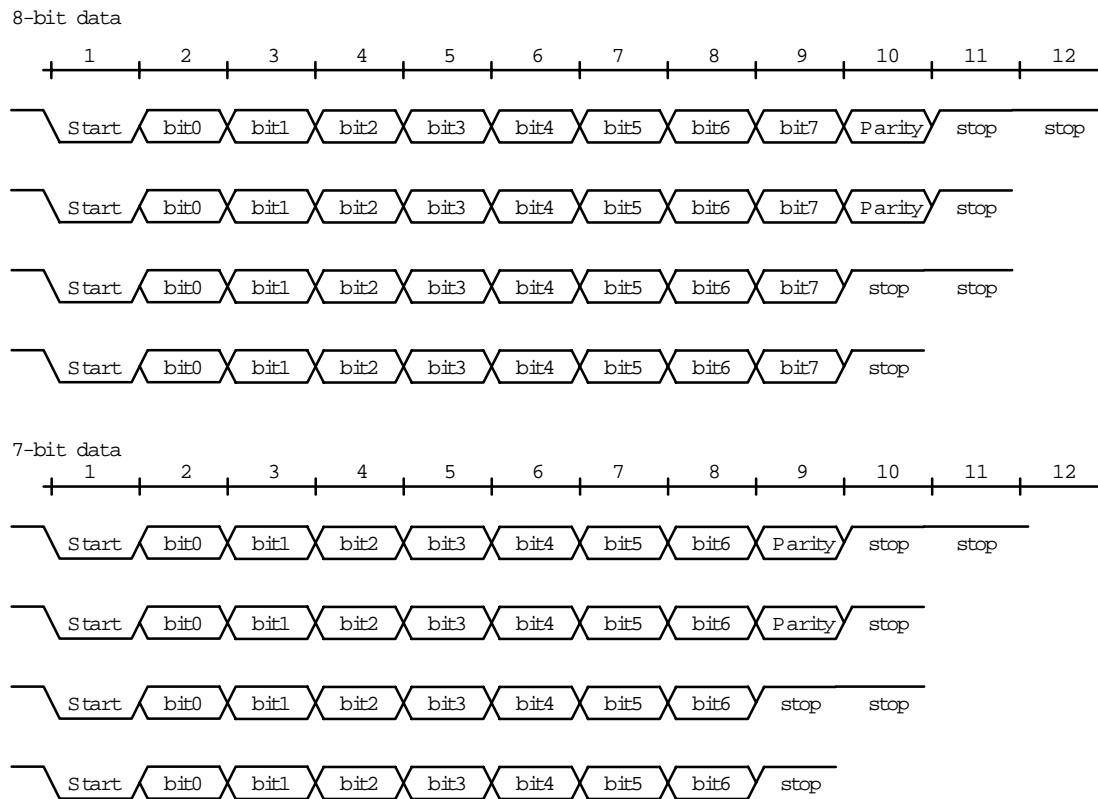 8-bit data
1 2 3 4 5 6 7 8 9 10 11 12
Start bit0 bit1 bit2 bit3 bit4 bit5 bit6 bit7 Parity stop stop
Start bit0 bit1 bit2 bit3 bit4 bit5 bit6 bit7 Parity stop
Start bit0 bit1 bit2 bit3 bit4 bit5 bit6 bit7 stop stop
Start bit0 bit1 bit2 bit3 bit4 bit5 bit6 bit7 stop
7-bit data
1 2 3 4 5 6 7 8 9 10 11 12
Start bit0 bit1 bit2 bit3 bit4 bit5 bit6 Parity stop stop
Start bit0 bit1 bit2 bit3 bit4 bit5 bit6 Parity stop
Start bit0 bit1 bit2 bit3 bit4 bit5 bit6 stop stop
Start bit0 bit1 bit2 bit3 bit4 bit5 bit6 stop